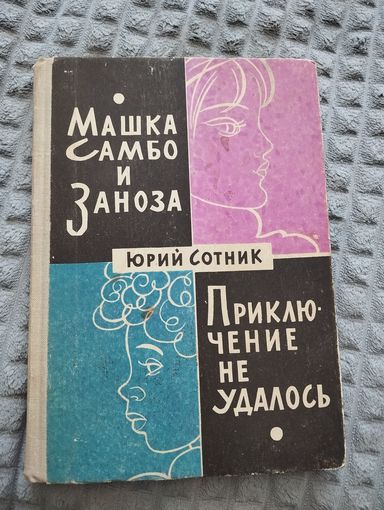 Машка
Самбо
и
Заноза
Юрий Сотник
Приклю-
чение
не
удалось